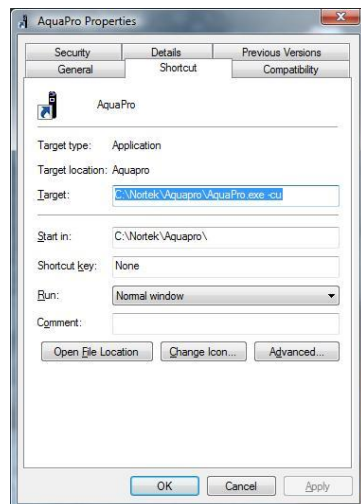 AquaPro Properties
Security Details Previous Versions
General Shortcut Compatibility
AquaPro
Target type: Application
Target location: Aquapro
Target: C:\Nortek\Aquapro\AquaPro.exe -cu
Start in: C:\Nortek\Aquapro\
Shortcut key: None
Run: Normal window
Comment:
Open File Location Change Icon... Advanced...
OK Cancel Apply